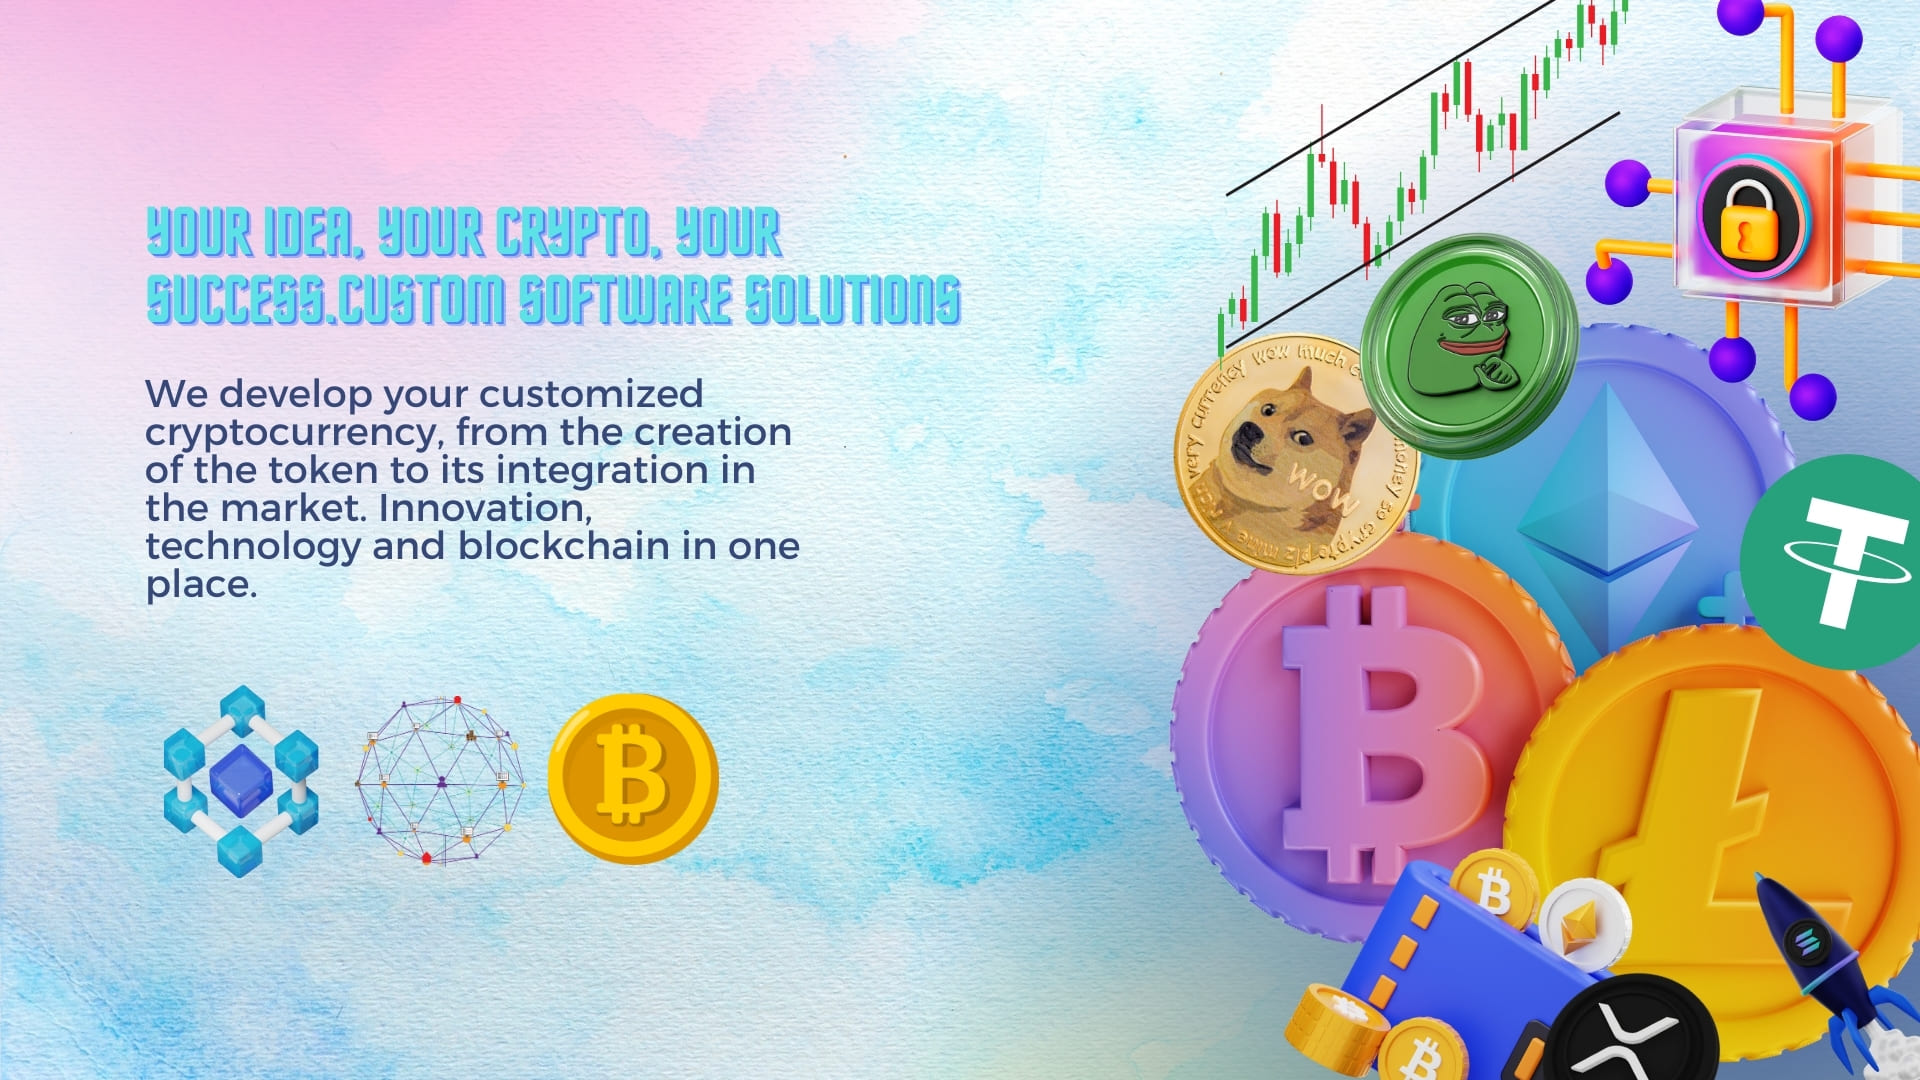 YOUR IDEA, YOUR CRYPTO, YOUR
SUCCESS.CUSTOM SOFTWARE SOLUTIONS
We develop your customized
cryptocurrency, from the creation
of the token to its integration in
the market. Innovation,
technology and blockchain in one
place.
very currency wow much
money so crypto plz mine
wow